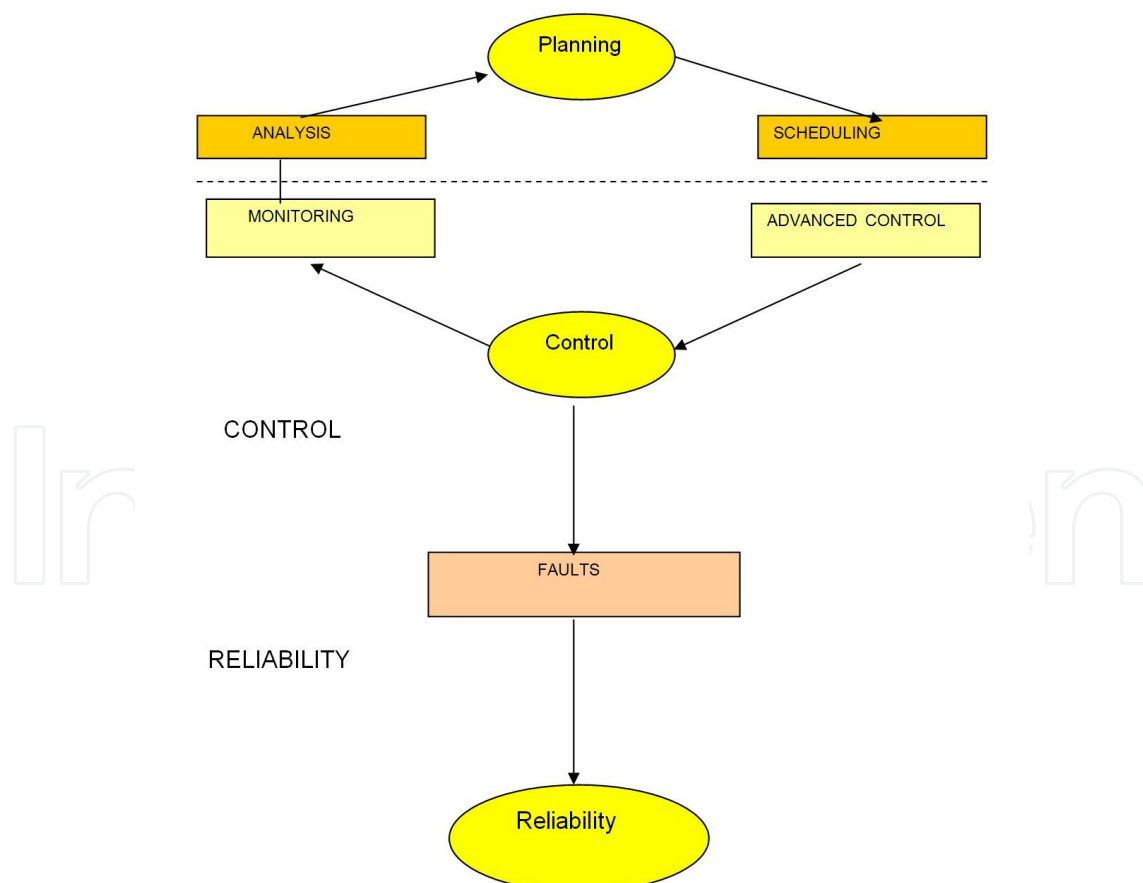 Planning
ANALYSIS
SCHEDULING
MONITORING
ADVANCED CONTROL
Control
CONTROL
FAULTS
RELIABILITY
Reliability